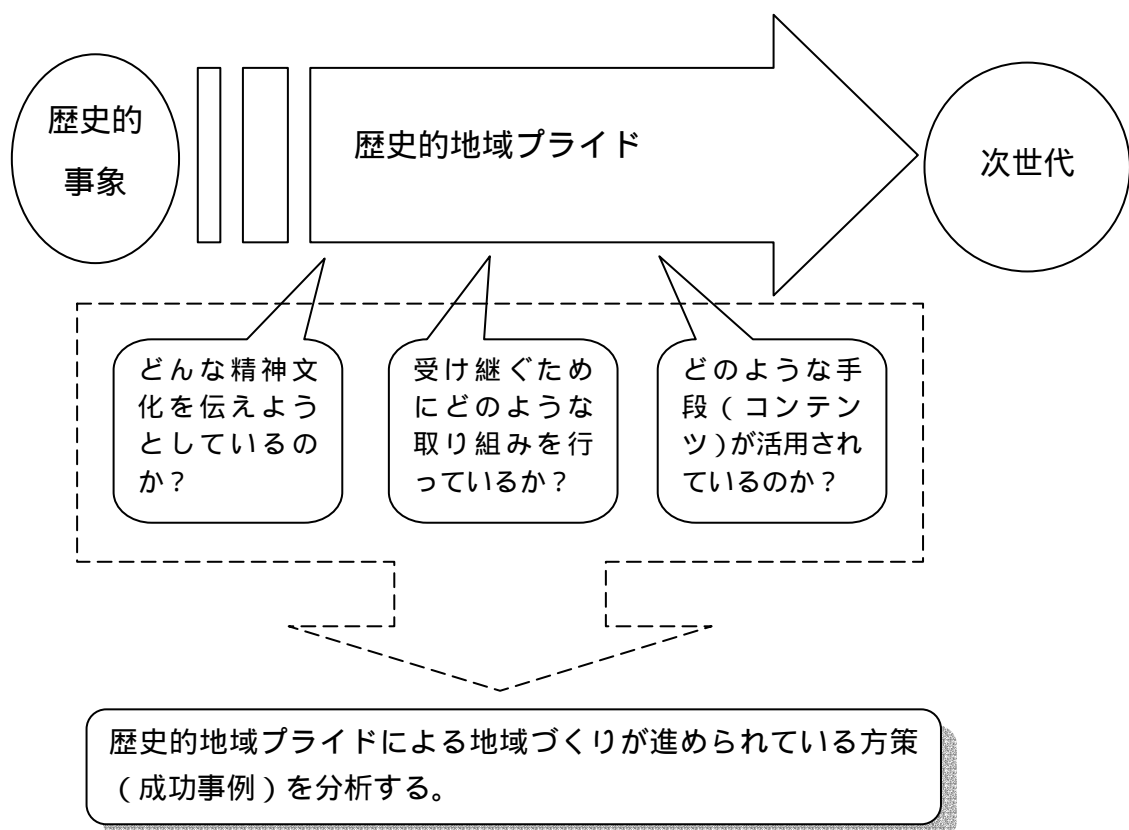 歴史的
事象
歴史的地域プライド
次世代
どんな精神文
化を伝えよう
としているの
か？
受け継ぐため
にどのような
取り組みを行
っているか？
どのような手
段（コンテン
ツ）が活用され
ているのか？
歴史的地域プライドによる地域づくりが進められている方策
（成功事例）を分析する。